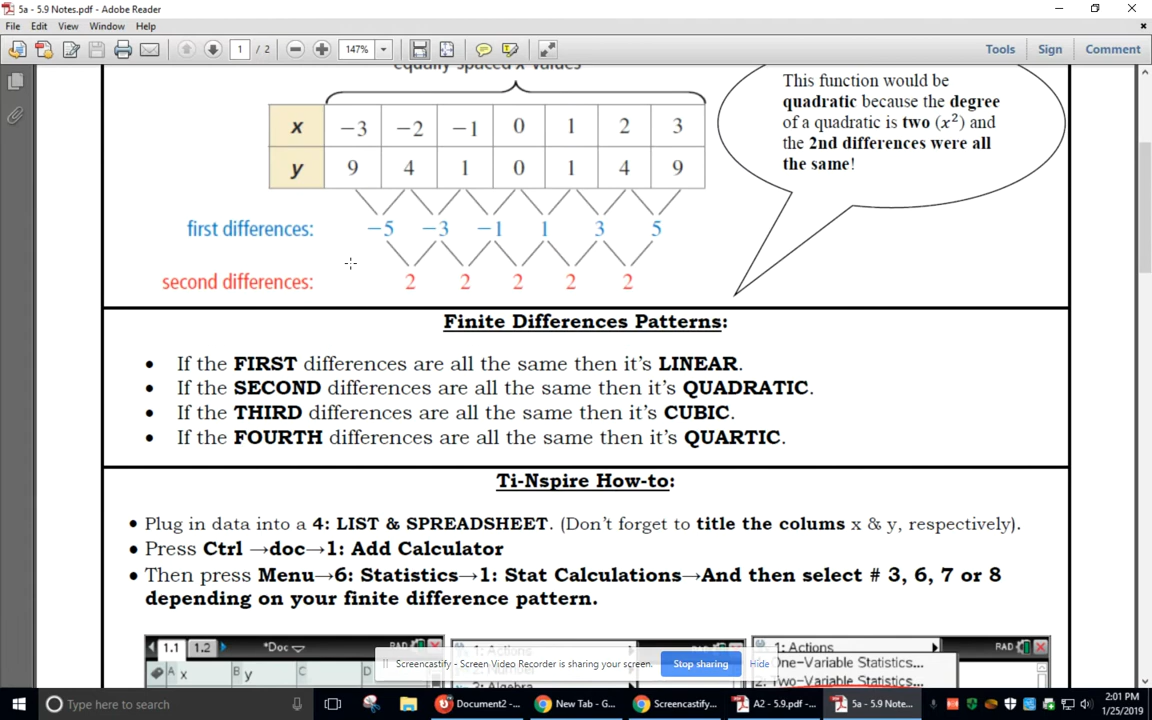 5a - 5.9 Notes.pdf - Adobe Reader
File Edit View Window Help
1 / 2 147% Tools Sign Comment
equally spaced x values
x −3 −2 −1 0 1 2 3
y 9 4 1 0 1 4 9
first differences: −5 −3 −1 1 3 5
second differences: 2 2 2 2 2
This function would be
quadratic because the degree
of a quadratic is two (x²) and
the 2nd differences were all
the same!
Finite Differences Patterns:
• If the FIRST differences are all the same then it's LINEAR.
• If the SECOND differences are all the same then it's QUADRATIC.
• If the THIRD differences are all the same then it's CUBIC.
• If the FOURTH differences are all the same then it's QUARTIC.
Ti-Nspire How-to:
• Plug in data into a 4: LIST & SPREADSHEET. (Don't forget to title the colums x & y, respectively).
• Press Ctrl →doc→1: Add Calculator
• Then press Menu→6: Statistics→1: Stat Calculations→And then select # 3, 6, 7 or 8
depending on your finite difference pattern.
1.1 1.2 *Doc RAD
A x B y C D
1: Actions
2: Algebra
1: Actions RAD
One-Variable Statistics...
2: Two-Variable Statistics...
Screencastify - Screen Video Recorder is sharing your screen. Stop sharing Hide
Type here to search
Document2 -... New Tab - G... Screencastify... A2 - 5.9.pdf -... 5a - 5.9 Note...
2:01 PM
1/25/2019